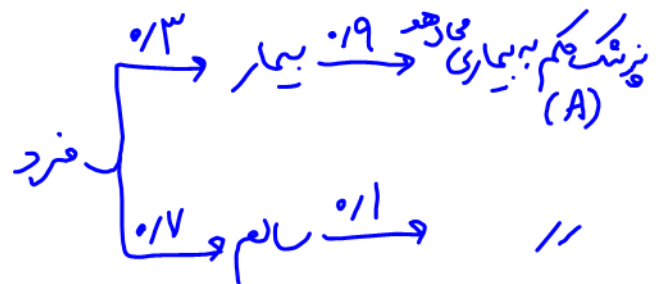 ۰/۳ بیمار ۰/۹ پزشک حکم به بیماری می‌دهد
(A)
فرد
۰/۷ سالم ۰/۱ //